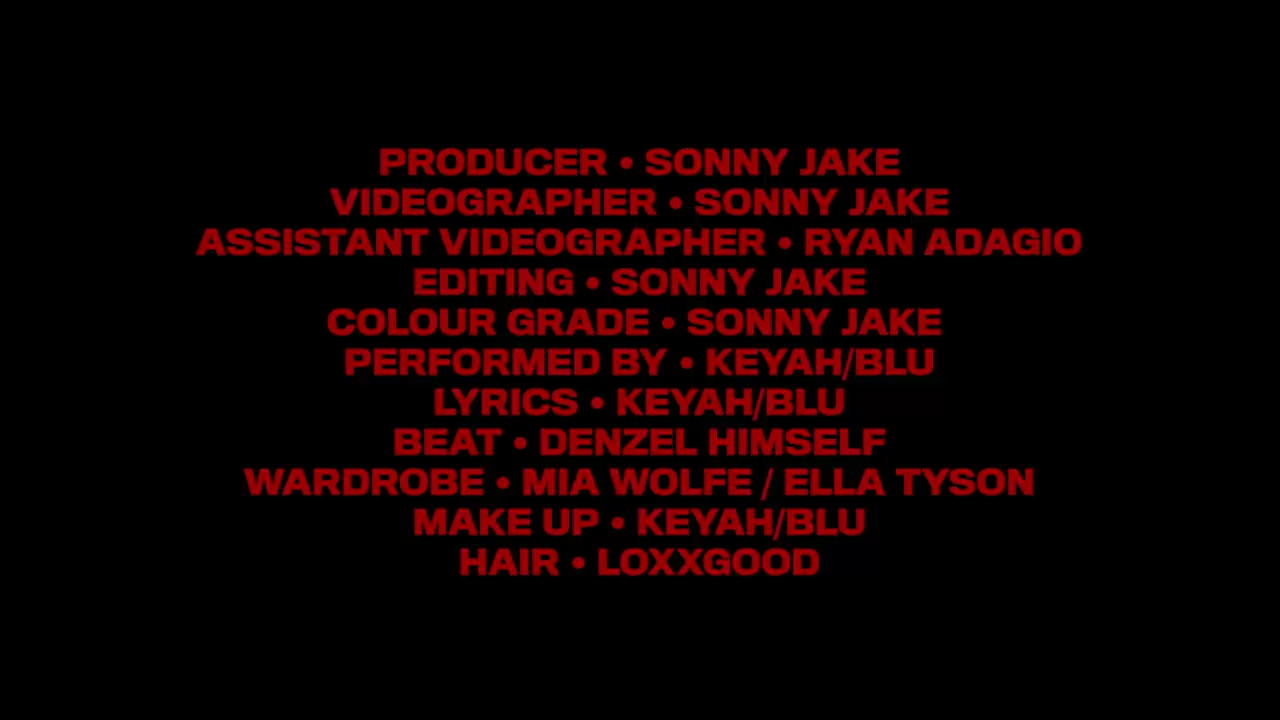 PRODUCER • SONNY JAKE
VIDEOGRAPHER • SONNY JAKE
ASSISTANT VIDEOGRAPHER • RYAN ADAGIO
EDITING • SONNY JAKE
COLOUR GRADE • SONNY JAKE
PERFORMED BY • KEYAH/BLU
LYRICS • KEYAH/BLU
BEAT • DENZEL HIMSELF
WARDROBE • MIA WOLFE / ELLA TYSON
MAKE UP • KEYAH/BLU
HAIR • LOXXGOOD